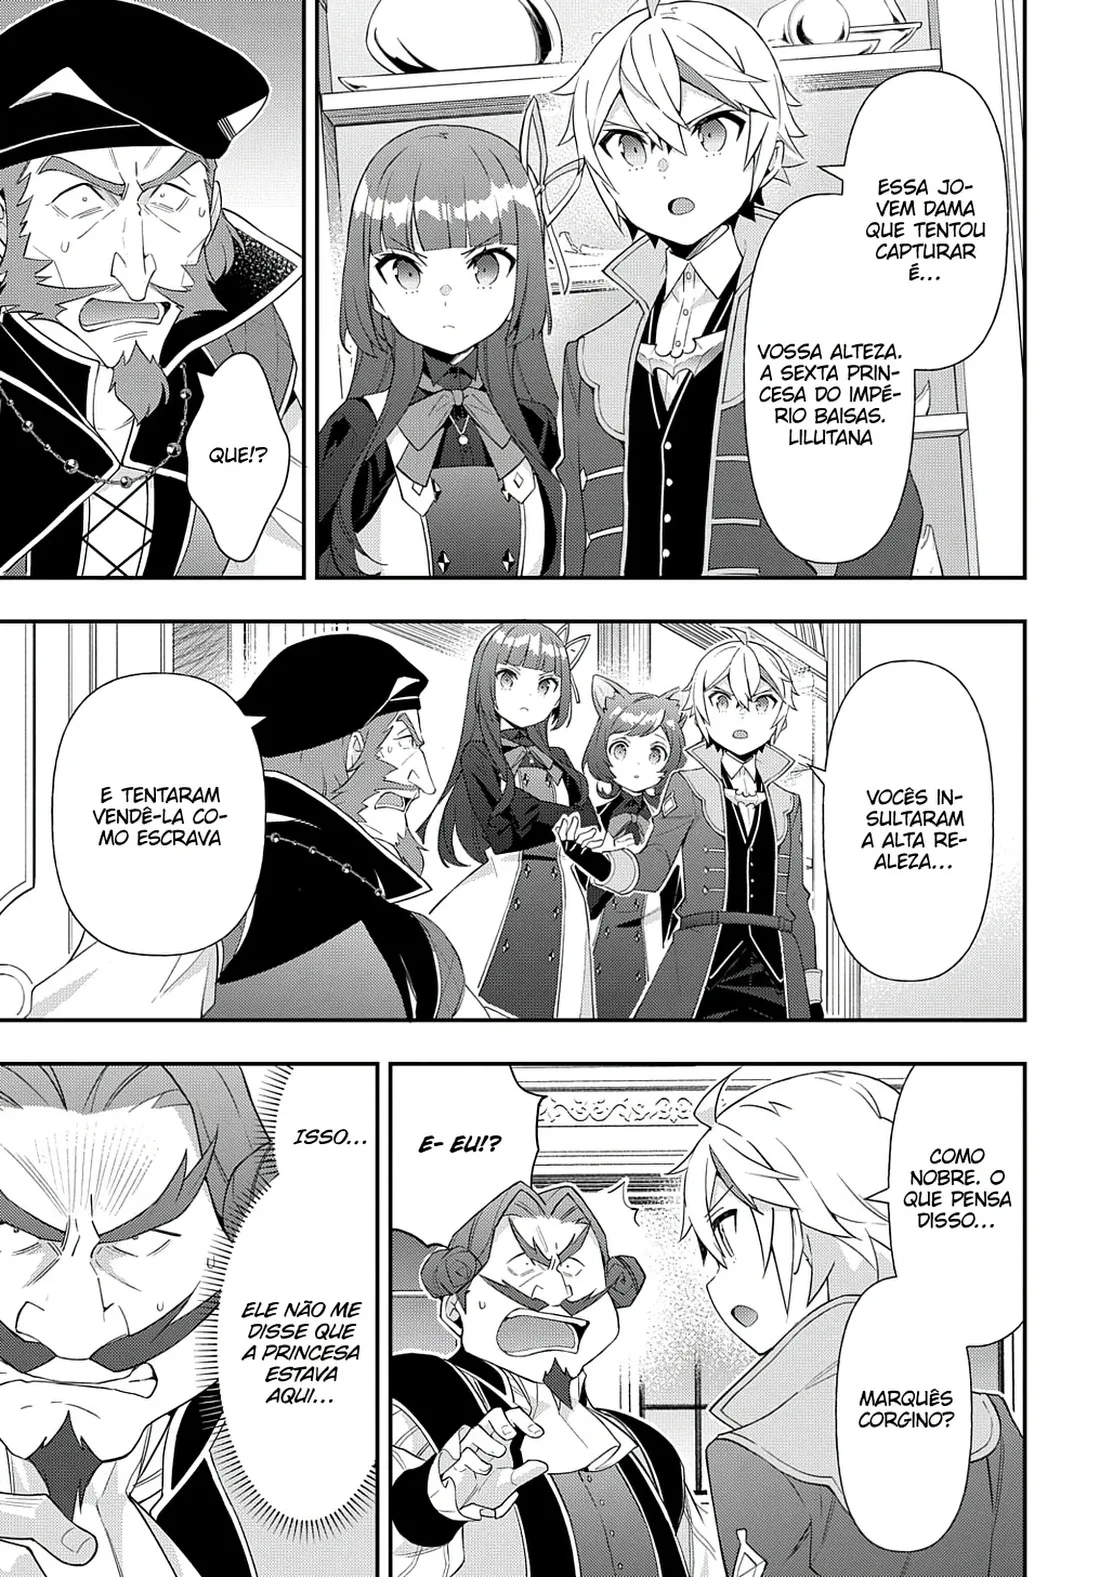 ESSA JO-
VEM DAMA
QUE TENTOU
CAPTURAR
É...
VOSSA ALTEZA.
A SEXTA PRIN-
CESA DO IMPÉ-
RIO BAISAS.
LILUTANA
QUE!?
VOCÊS IN-
SULTARAM
A ALTA RE-
ALEZA...
E TENTARAM
VENDÊ-LA CO-
MO ESCRAVA
COMO
NOBRE. O
QUE PENSA
DISSO...
MARQUÊS
CORGINO?
E- EU!?
ISSO...
ELE NÃO ME
DISSE QUE
A PRINCESA
ESTAVA
AQUI...